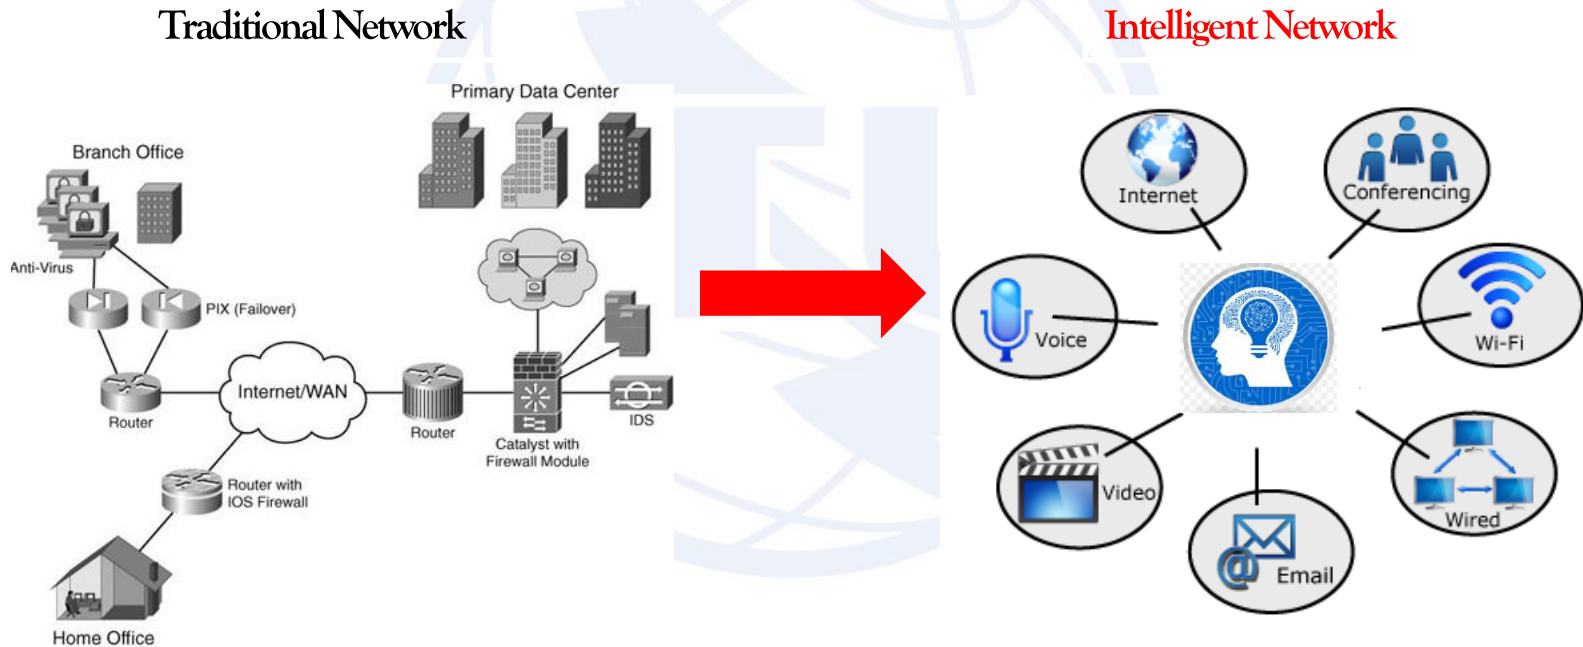 Traditional Network
Intelligent Network
Primary Data Center
Branch Office
Anti-Virus
PIX (Failover)
Internet/WAN
Router
Router
Catalyst with
Firewall Module
IDS
Router with
IOS Firewall
Home Office
Internet
Conferencing
Voice
Wi-Fi
Video
Wired
@
Email